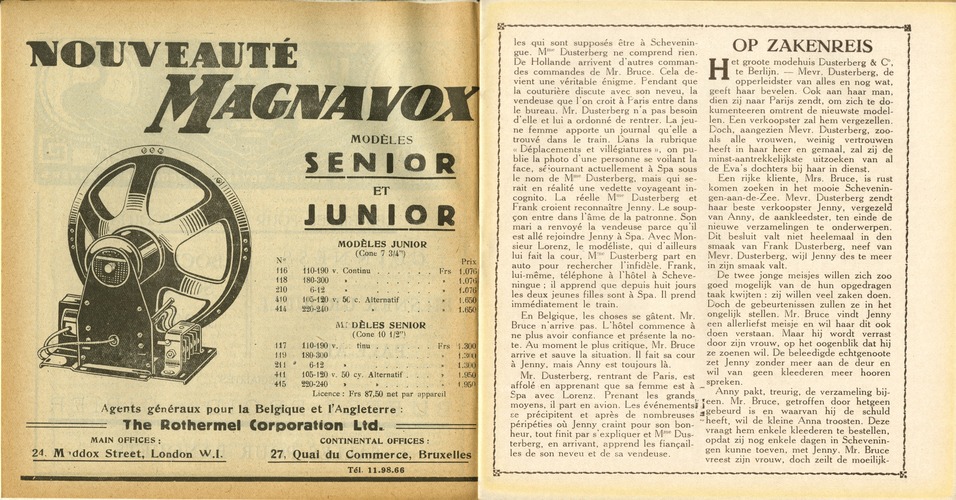 NOUVEAUTÉ
MAGNAVOX
MODÈLES
SENIOR
ET
JUNIOR
MODÈLES JUNIOR
(Cone 7 3/4")
N° Prix
116 110-190 v. Continu . . . . . Frs 1.076
118 180-300 » » . . . . . » 1.076
210 6-12 » » . . . . . » 1.076
410 105-120 v. 50 c. Alternatif . . . . » 1.650
414 220-240 » » » . . . . » 1.650
MODÈLES SENIOR
(Cone 10 1/2")
117 110-190 v. tinu . . . . . Frs 1.300
119 180-300 » » . . . . . » 1.300
211 6-12 » » . . . . . » 1.300
441 105-120 v. 50 cy. Alternatif . . . . » 1.950
415 220-240 » » » . . . . » 1.950
Licence : Frs 87,50 net par appareil
Agents généraux pour la Belgique et l'Angleterre :
The Rothermel Corporation Ltd.
MAIN OFFICES :
24, Maddox Street, London W.I.
CONTINENTAL OFFICES :
27, Quai du Commerce, Bruxelles
Tél. 11.98.66
les qui sont supposés être à Schevenin-
gue. Mme Dusterberg ne comprend rien.
De Hollande arrivent d'autres comman-
des commandes de Mr. Bruce. Cela de-
vient une véritable énigme. Pendant que
la couturière discute avec son neveu, la
vendeuse que l'on croit à Paris entre dans
le bureau. Mr. Dusterberg n'a pas besoin
d'elle et lui a ordonné de rentrer. La jeu-
ne femme apporte un journal qu'elle a
trouvé dans le train. Dans la rubrique
« Déplacements et villégiatures », on pu-
blie la photo d'une personne se voilant la
face, séjournant actuellement à Spa sous
le nom de Mme Dusterberg, mais qui se-
rait en réalité une vedette voyageant in-
cognito. La réelle Mme Dusterberg et
Frank croient reconnaître Jenny. Le soup-
çon entre dans l'âme de la patronne. Son
mari a renvoyé la vendeuse parce qu'il
est allé rejoindre Jenny à Spa. Avec Mon-
sieur Lorenz, le modéliste, qui d'ailleurs
lui fait la cour, Mme Dusterberg part en
auto pour rechercher l'infidèle. Frank,
lui-même, téléphone à l'hôtel à Scheve-
ningue ; il apprend que depuis huit jours
les deux jeunes filles sont à Spa. Il prend
immédiatement le train.
En Belgique, les choses se gâtent. Mr.
Bruce n'arrive pas. L'hôtel commence à
ne plus avoir confiance et présente la no-
te. Au moment le plus critique, Mr. Bruce
arrive et sauve la situation. Il fait sa cour
à Jenny, mais Anny est toujours là.
Mr. Dusterberg, rentrant de Paris, est
affolé en apprenant que sa femme est à
Spa avec Lorenz. Prenant les grands
moyens, il part en avion. Les événements
se précipitent et après de nombreuses
péripéties où Jenny craint pour son bon-
heur, tout finit par s'expliquer et Mme Dus-
terberg, en arrivant, apprend les fiançail-
les de son neveu et de sa vendeuse.
OP ZAKENREIS
Het groote modehuis Dusterberg & C°,
te Berlijn. — Mevr. Dusterberg, de
opperleidster van alles en nog wat,
geeft haar bevelen. Ook aan haar man,
dien zij naar Parijs zendt, om zich te do-
kumenteeren omtrent de nieuwste model-
len. Een verkoopster zal hem vergezellen.
Doch, aangezien Mevr. Dusterberg, zoo-
als alle vrouwen, weinig vertrouwen
heeft in haar heer en gemaal, zal zij de
minst-aantrekkelijkste uitzoeken van al
de Eva's dochters bij haar in dienst.
Een rijke kliente, Mrs. Bruce, is rust
komen zoeken in het mooie Schevenin-
gen-aan-de-Zee. Mevr. Dusterberg zendt
haar beste verkoopster Jenny, vergezeld
van Anny, de aankleedster, ten einde de
nieuwe verzamelingen te onderwerpen.
Dit besluit valt niet heelemaal in den
smaak van Frank Dusterberg, neef van
Mevr. Dusterberg, wijl Jenny des te meer
in zijn smaak valt.
De twee jonge meisjes willen zich zoo
goed mogelijk van de hun opgedragen
taak kwijten : zij willen veel zaken doen.
Doch de gebeurtenissen zullen ze in het
ongelijk stellen. Mr. Bruce vindt Jenny
een allerliefst meisje en wil haar dit ook
doen verstaan. Maar hij wordt verrast
door zijn vrouw, op het oogenblik dat hij
ze zoenen wil. De beleedigde echtgenoote
zet Jenny zonder meer aan de deur en
wil van geen kleederen meer hooren
spreken.
Anny pakt, treurig, de verzameling bij-
een. Mr. Bruce, getroffen door hetgeen
gebeurd is en waarvan hij de schuld
heeft, wil de kleine Anna troosten. Deze
vraagt hem enkele kleederen te bestellen,
opdat zij nog enkele dagen in Schevenin-
gen kunne toeven, met Jenny. Mr. Bruce
vreest zijn vrouw, doch zeilt de moeilijk-